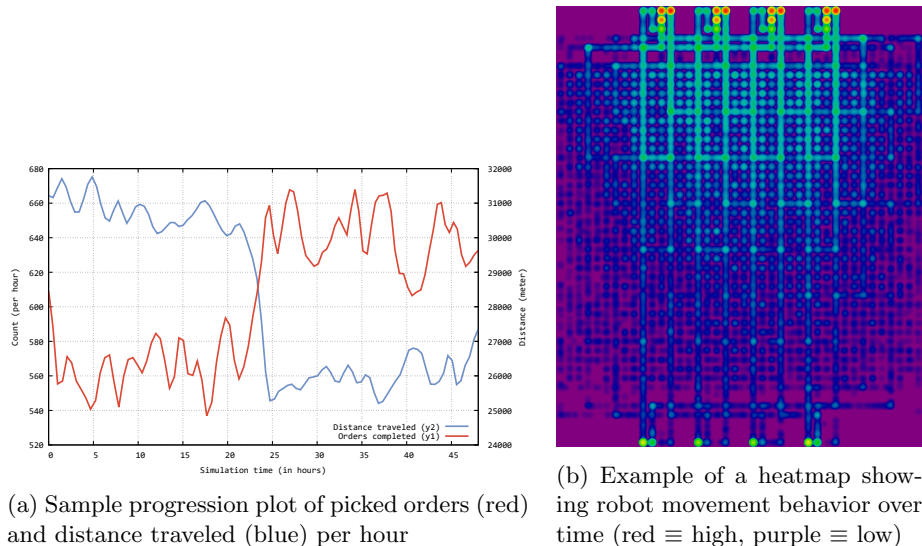 680
660
640
620
600
580
560
540
520
32000
31000
30000
29000
28000
27000
26000
25000
24000
Count (per hour)
Distance (meter)
Distance traveled (y2)
Orders completed (y1)
0 5 10 15 20 25 30 35 40 45
Simulation time (in hours)
(a) Sample progression plot of picked orders (red)
and distance traveled (blue) per hour
(b) Example of a heatmap show-
ing robot movement behavior over
time (red ≡ high, purple ≡ low)